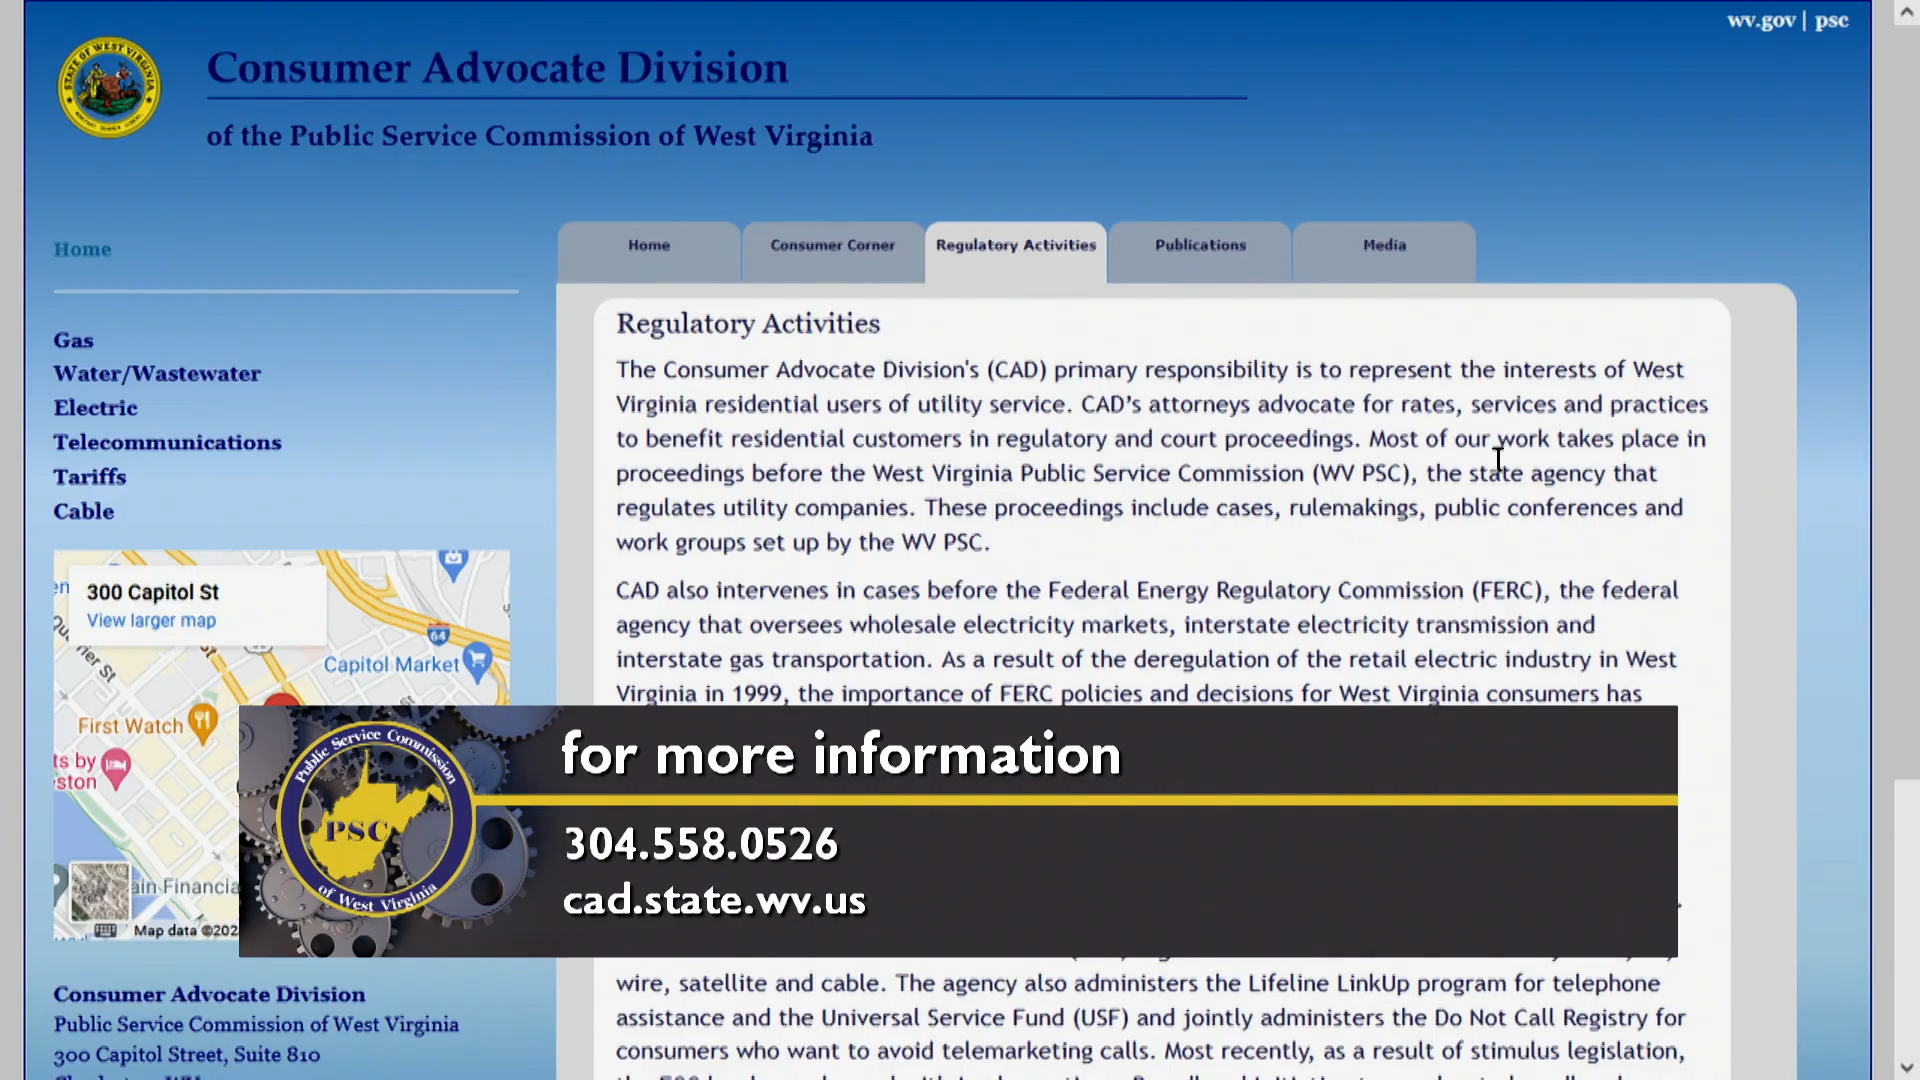 wv.gov | psc
STATE OF WEST VIRGINIA
Consumer Advocate Division
of the Public Service Commission of West Virginia
Home
Home
Consumer Corner
Regulatory Activities
Publications
Media
Gas
Water/Wastewater
Electric
Telecommunications
Tariffs
Cable
Regulatory Activities
The Consumer Advocate Division's (CAD) primary responsibility is to represent the interests of West
Virginia residential users of utility service. CAD’s attorneys advocate for rates, services and practices
to benefit residential customers in regulatory and court proceedings. Most of our work takes place in
proceedings before the West Virginia Public Service Commission (WV PSC), the state agency that
regulates utility companies. These proceedings include cases, rulemakings, public conferences and
work groups set up by the WV PSC.
CAD also intervenes in cases before the Federal Energy Regulatory Commission (FERC), the federal
agency that oversees wholesale electricity markets, interstate electricity transmission and
interstate gas transportation. As a result of the deregulation of the retail electric industry in West
Virginia in 1999, the importance of FERC policies and decisions for West Virginia consumers has
300 Capitol St
View larger map
64
Capitol Market
First Watch
ts by
ston
ain Financia
Map data ©202
Public Service Commission
PSC
of West Virginia
for more information
304.558.0526
cad.state.wv.us
wire, satellite and cable. The agency also administers the Lifeline LinkUp program for telephone
assistance and the Universal Service Fund (USF) and jointly administers the Do Not Call Registry for
consumers who want to avoid telemarketing calls. Most recently, as a result of stimulus legislation,
Consumer Advocate Division
Public Service Commission of West Virginia
300 Capitol Street, Suite 810